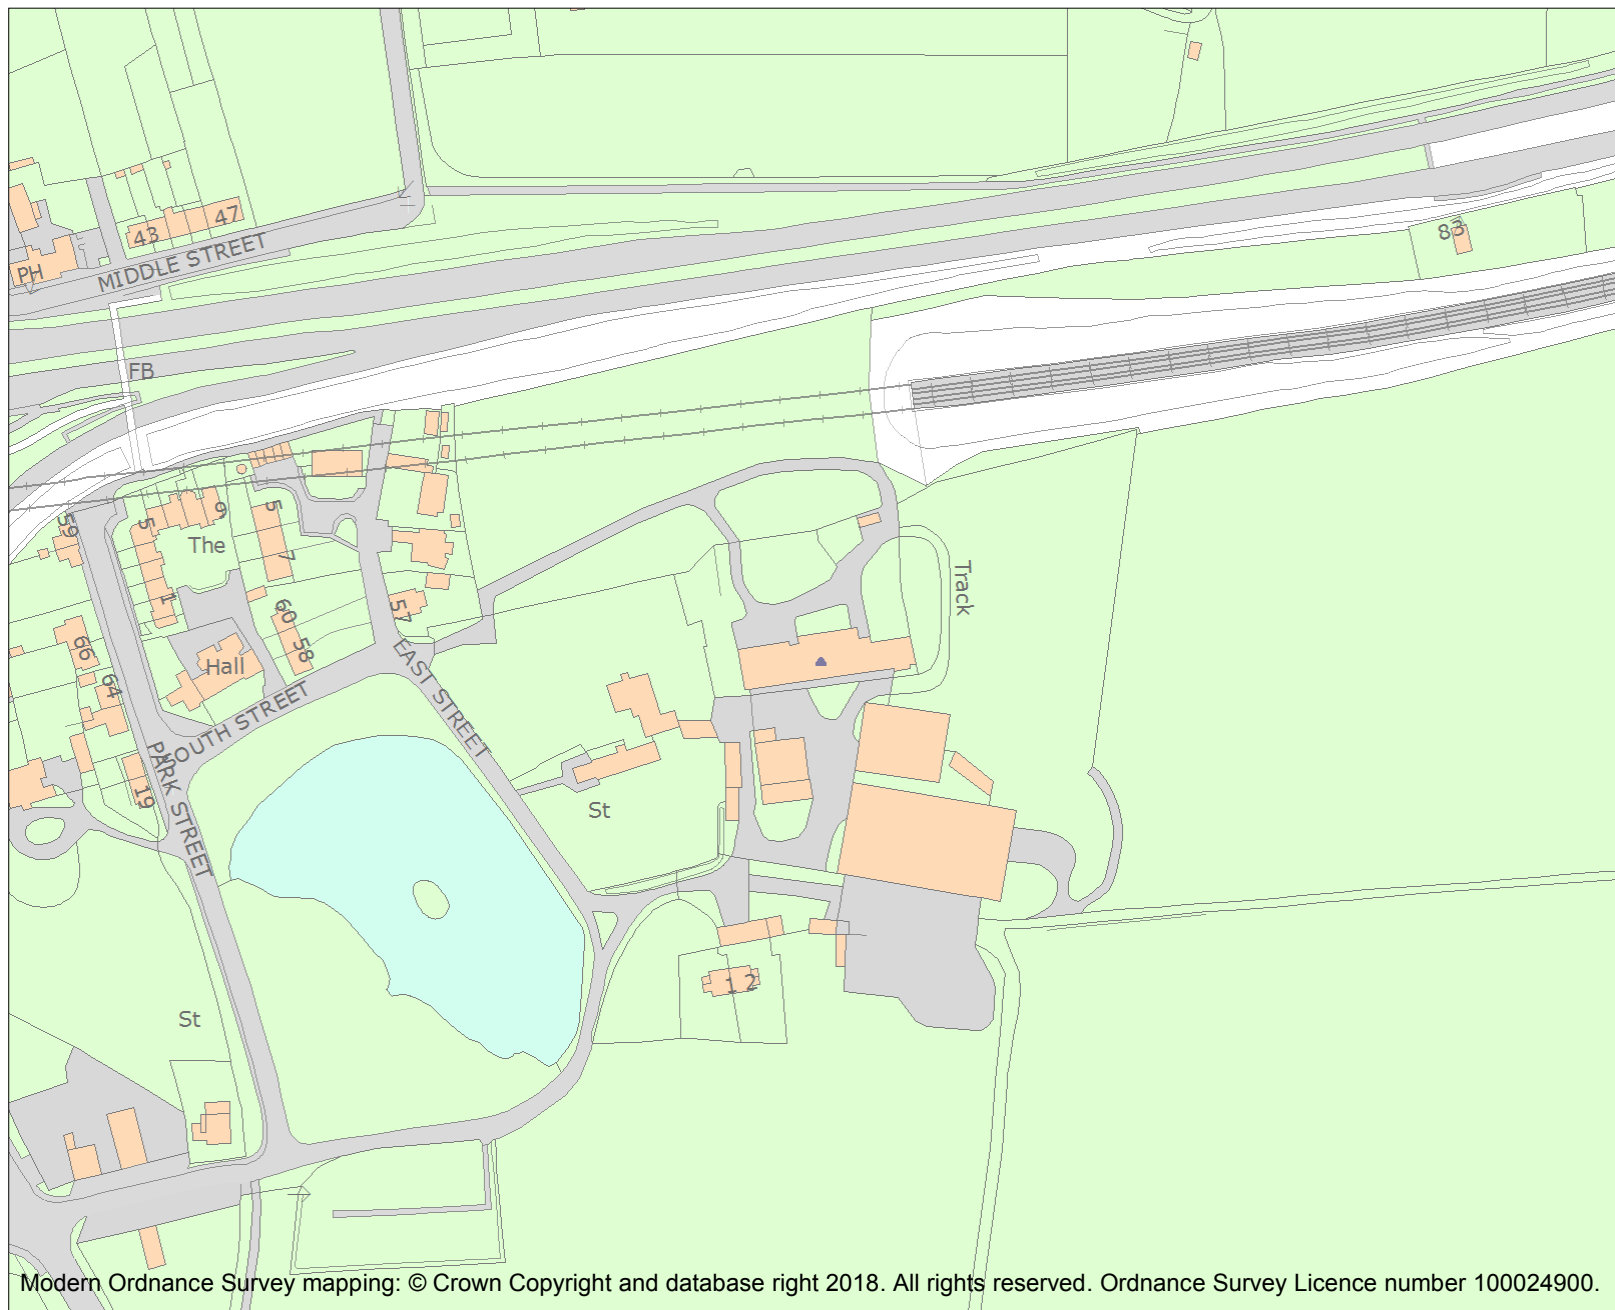 47
43
MIDDLE STREET
PH
83
FB
59
5
9
The
5
7
1
60
58
57
Track
66
64
Hall
EAST STREET
SOUTH STREET
PARK STREET
19
St
1 2
St
Modern Ordnance Survey mapping: © Crown Copyright and database right 2018. All rights reserved. Ordnance Survey Licence number 100024900.